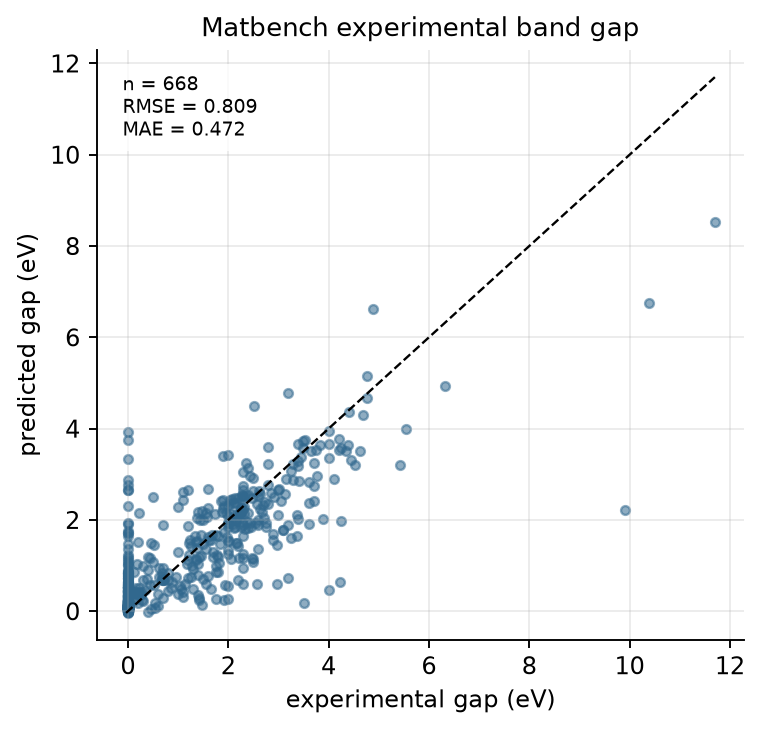 Matbench experimental band gap
n = 668
RMSE = 0.809
MAE = 0.472
12
10
8
6
4
2
0
predicted gap (eV)
0 2 4 6 8 10 12
experimental gap (eV)